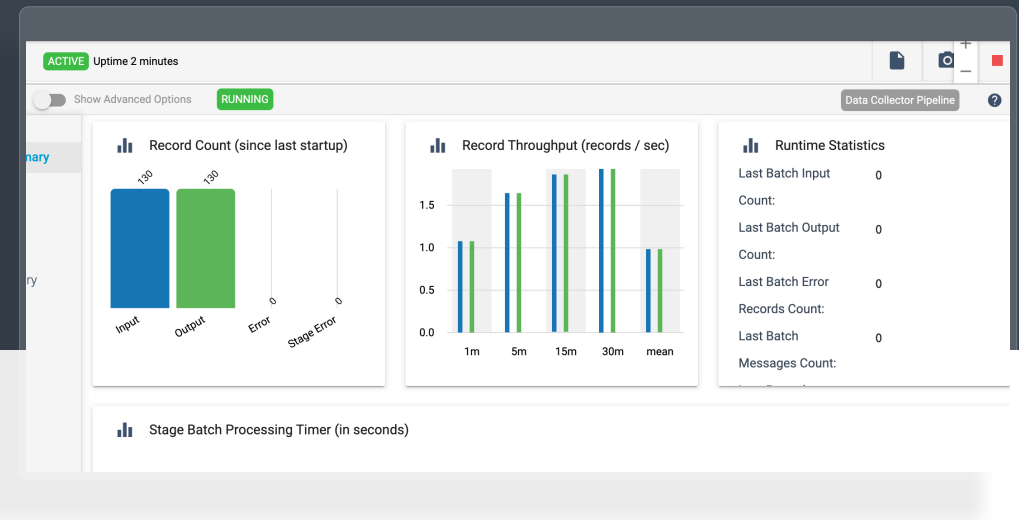 ACTIVE Uptime 2 minutes
Show Advanced Options RUNNING Data Collector Pipeline
mary
ry
Record Count (since last startup)
130 130 0 0
Input Output Error Stage Error
Record Throughput (records / sec)
1.5
1.0
0.5
0.0
1m 5m 15m 30m mean
Runtime Statistics
Last Batch Input 0
Count:
Last Batch Output 0
Count:
Last Batch Error 0
Records Count:
Last Batch 0
Messages Count:
Stage Batch Processing Timer (in seconds)